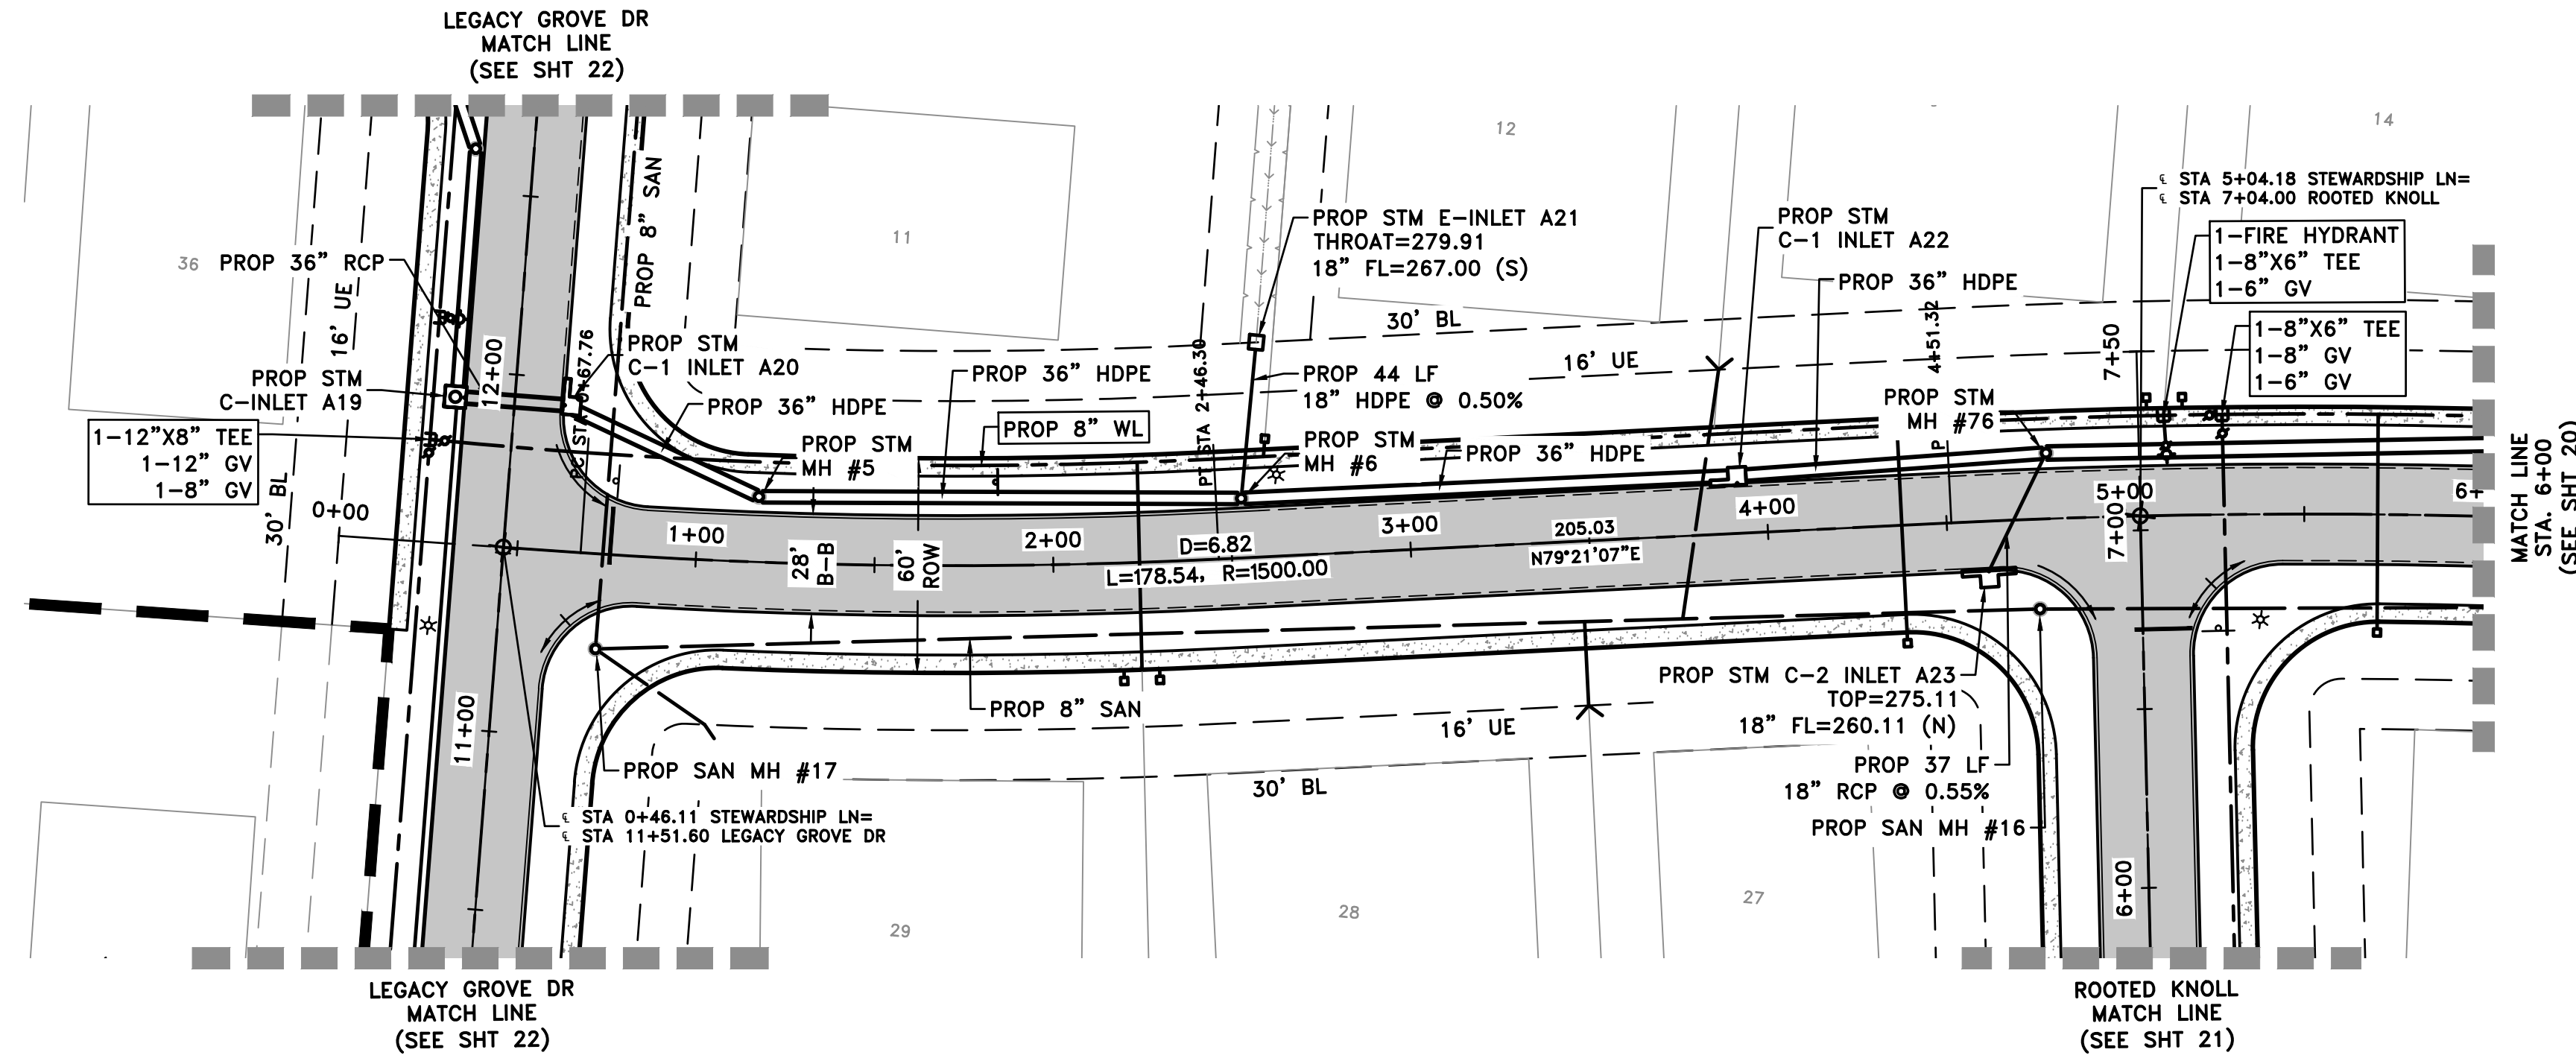 LEGACY GROVE DR
MATCH LINE
(SEE SHT 22)
36
PROP 36" RCP
16' UE
30' BL
PROP STM
C-INLET A19
1-12"X8" TEE
1-12" GV
1-8" GV
0+00
12+00
11+00
PROP 8" SAN
PROP STM
C-1 INLET A20
PC STA 0+67.76
PROP 36" HDPE
11
PROP STM
MH #5
PROP 36" HDPE
PROP 8" WL
PT STA 2+46.30
PROP STM E-INLET A21
THROAT=279.91
18" FL=267.00 (S)
30' BL
PROP 44 LF
18" HDPE @ 0.50%
PROP STM
MH #6
PROP 36" HDPE
16' UE
12
PROP STM
C-1 INLET A22
PROP 36" HDPE
4+51.32
PROP STM
MH #76
14
℄ STA 5+04.18 STEWARDSHIP LN=
℄ STA 7+04.00 ROOTED KNOLL
1-FIRE HYDRANT
1-8"X6" TEE
1-6" GV
1-8"X6" TEE
1-8" GV
1-6" GV
7+50
MATCH LINE
STA. 6+00
(SEE SHT 20)
1+00
28'
B-B
60'
ROW
2+00
D=6.82
L=178.54, R=1500.00
3+00
205.03
N79°21'07"E
4+00
5+00
7+00
6+
PROP 8" SAN
PROP SAN MH #17
℄ STA 0+46.11 STEWARDSHIP LN=
℄ STA 11+51.60 LEGACY GROVE DR
16' UE
30' BL
PROP STM C-2 INLET A23
TOP=275.11
18" FL=260.11 (N)
PROP 37 LF
18" RCP @ 0.55%
PROP SAN MH #16
6+00
29
28
27
LEGACY GROVE DR
MATCH LINE
(SEE SHT 22)
ROOTED KNOLL
MATCH LINE
(SEE SHT 21)